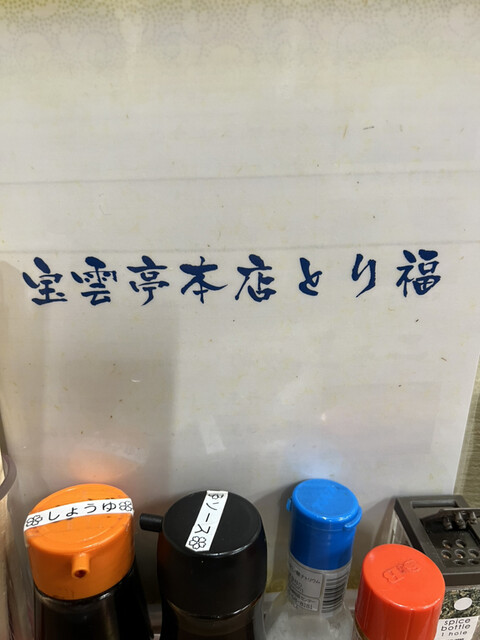 宝雲亭本店とり福
しょうゆ
ソース
spice
bottle
1 hole